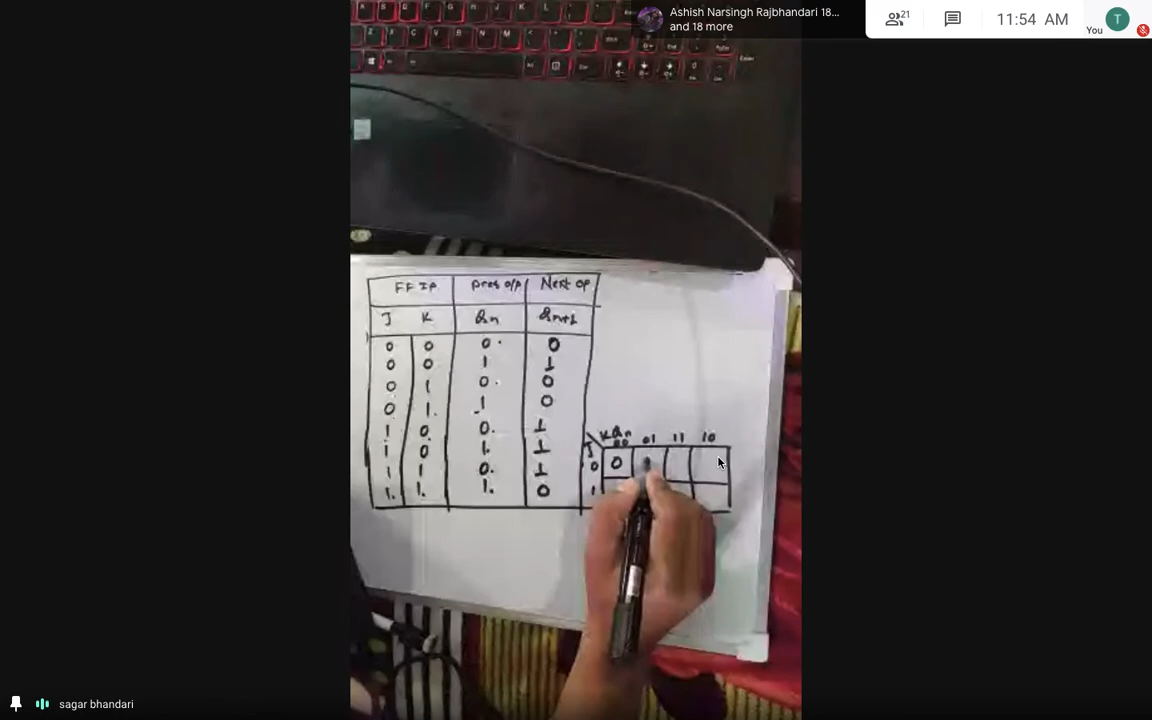 Ashish Narsingh Rajbhandari 18...
and 18 more
21
11:54 AM
You
T
FF IP Pres o/p Next op
J K Qn Qn+1
0 0 0 0
0 0 1 1
0 1 0 0
0 1 1 0
1 0 0 1
1 0 1 1
1 1 0 1
1 1 1 0
KQn
J 00 01 11 10
0 0
1
sagar bhandari